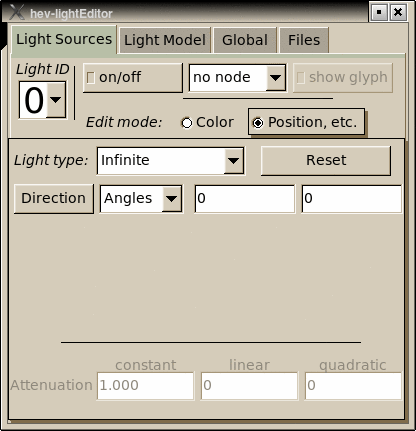 hev-lightEditor
Light Sources Light Model Global Files
Light ID
0
on/off no node show glyph
Edit mode: Color Position, etc.
Light type: Infinite Reset
Direction Angles 0 0
constant linear quadratic
Attenuation 1.000 0 0